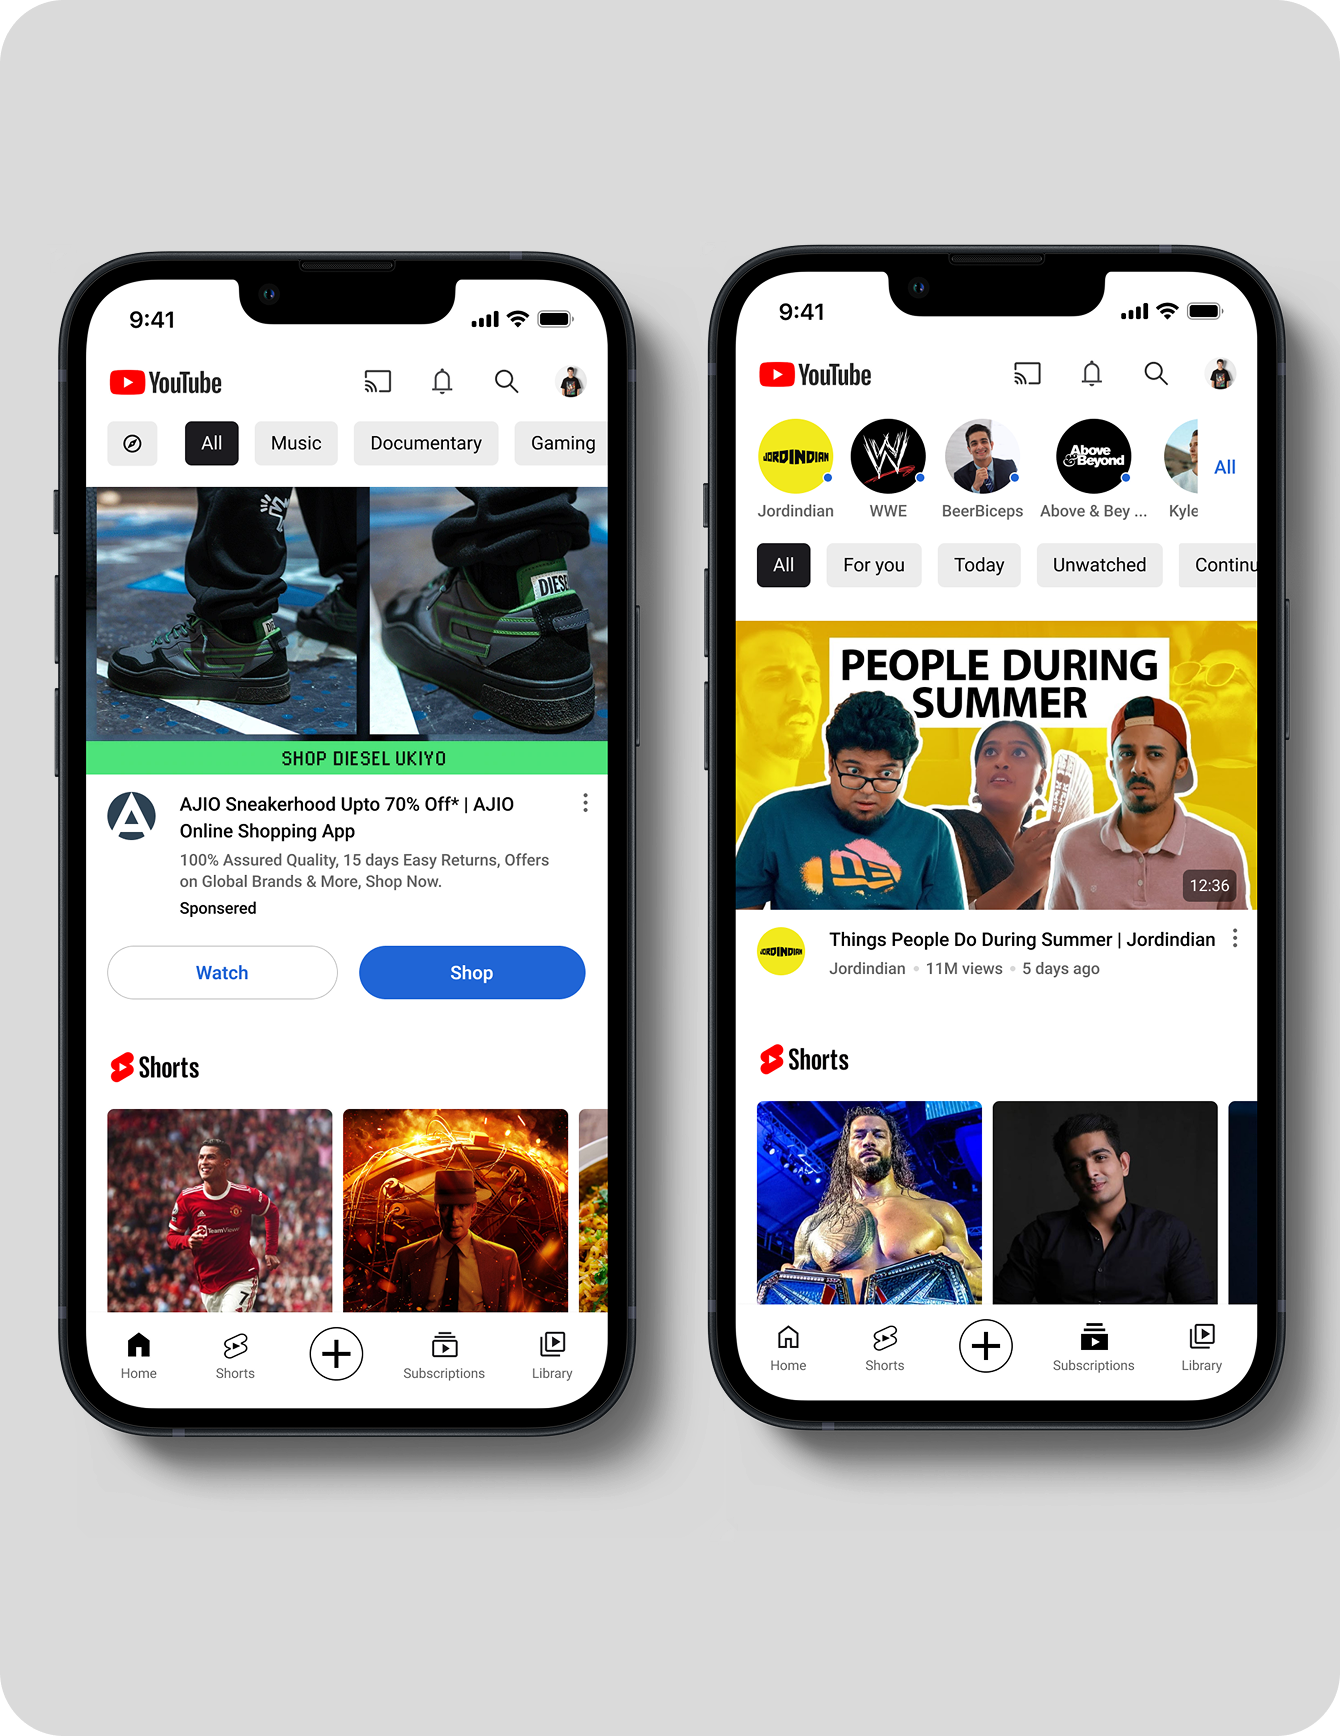 9:41
YouTube
All
Music
Documentary
Gaming
DIESE
SHOP DIESEL UKIYO
AJIO Sneakerhood Upto 70% Off* | AJIO
Online Shopping App
100% Assured Quality, 15 days Easy Returns, Offers
on Global Brands & More, Shop Now.
Sponsered
Watch
Shop
Shorts
TeamViewer
7
Home
Shorts
Subscriptions
Library
9:41
YouTube
JORDINDIAN
W
Above
&Beyond
All
Jordindian
WWE
BeerBiceps
Above & Bey ...
Kyle
All
For you
Today
Unwatched
Continu
PEOPLE DURING
SUMMER
12:36
JORDINDIAN
Things People Do During Summer | Jordindian
Jordindian • 11M views • 5 days ago
Shorts
Home
Shorts
Subscriptions
Library